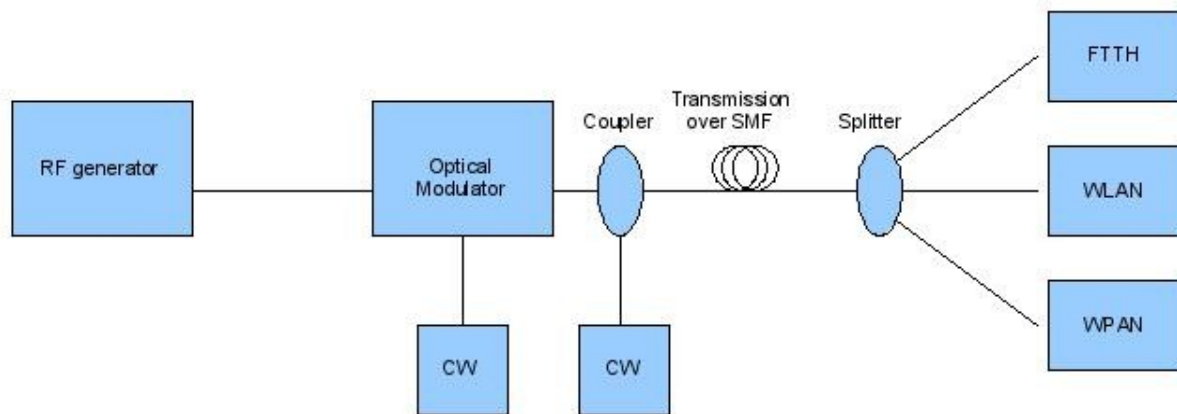 FTTH
Transmission
over SMF
Coupler
Splitter
RF generator
Optical
Modulator
WLAN
CW
CW
WPAN